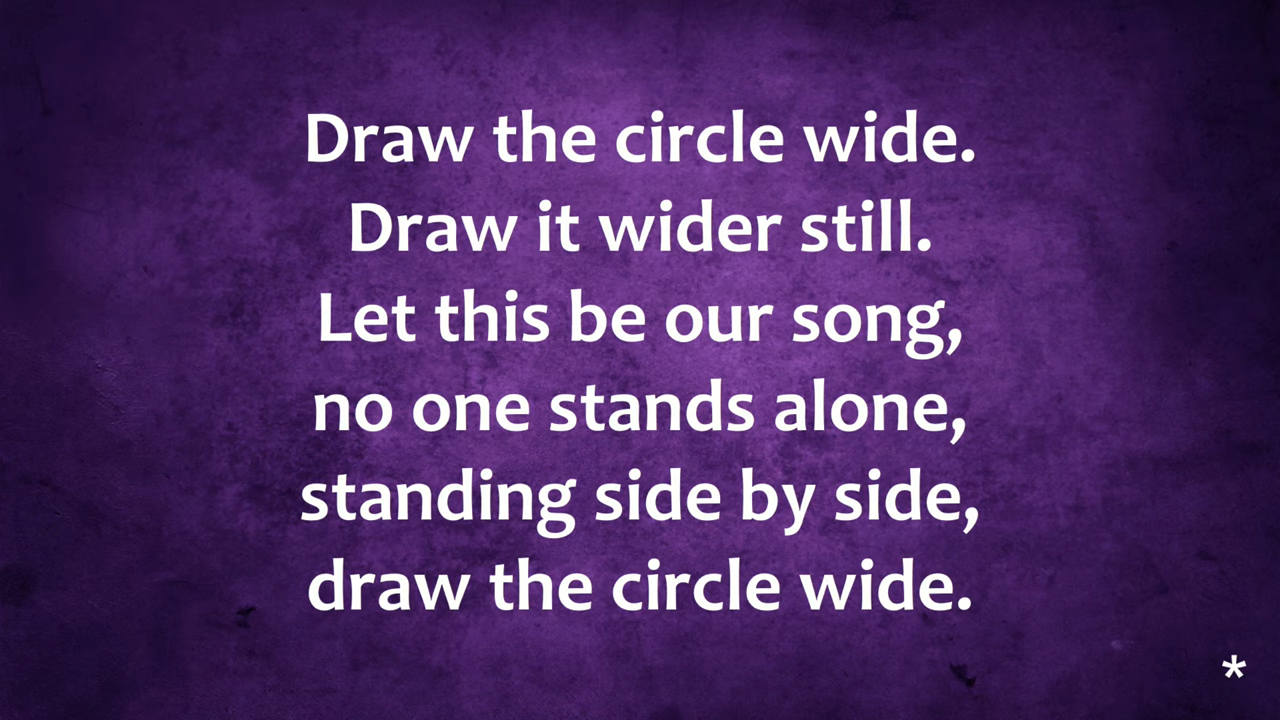 Draw the circle wide.
Draw it wider still.
Let this be our song,
no one stands alone,
standing side by side,
draw the circle wide.
*